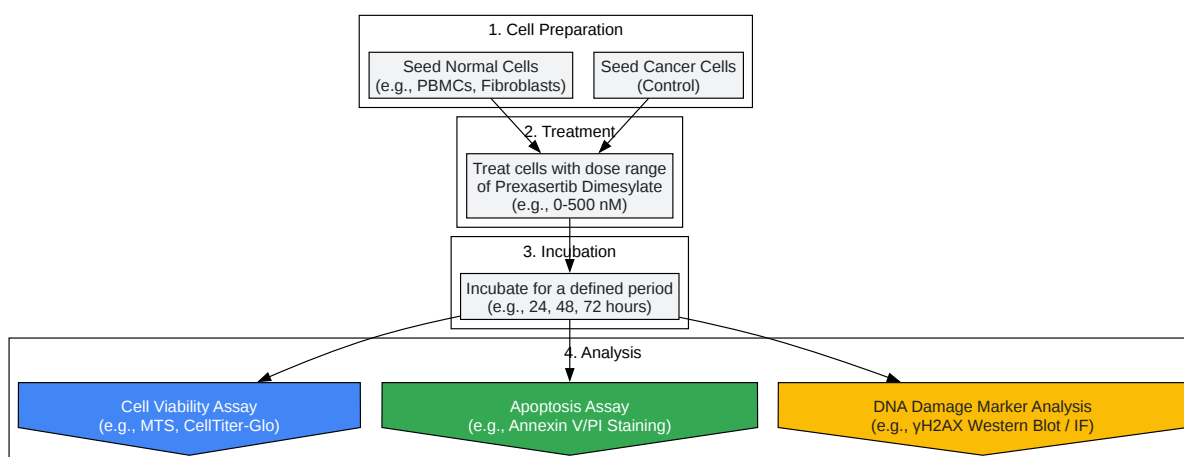 1. Cell Preparation
Seed Normal Cells
(e.g., PBMCs, Fibroblasts)
Seed Cancer Cells
(Control)
2. Treatment
Treat cells with dose range
of Prexasertib Dimesylate
(e.g., 0-500 nM)
3. Incubation
Incubate for a defined period
(e.g., 24, 48, 72 hours)
4. Analysis
Cell Viability Assay
(e.g., MTS, CellTiter-Glo)
Apoptosis Assay
(e.g., Annexin V/PI Staining)
DNA Damage Marker Analysis
(e.g., γH2AX Western Blot / IF)